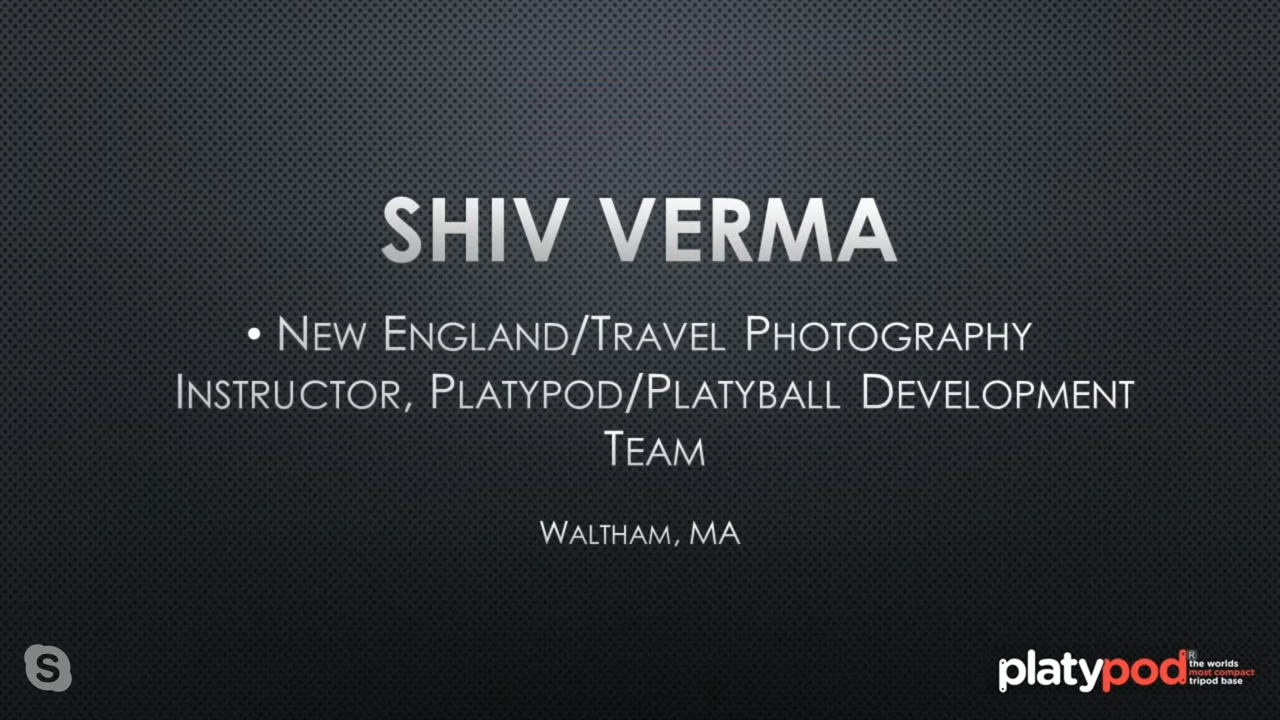 SHIV VERMA
• NEW ENGLAND/TRAVEL PHOTOGRAPHY
INSTRUCTOR, PLATYPOD/PLATYBALL DEVELOPMENT
TEAM
WALTHAM, MA
S
platypod®
the worlds
most compact
tripod base